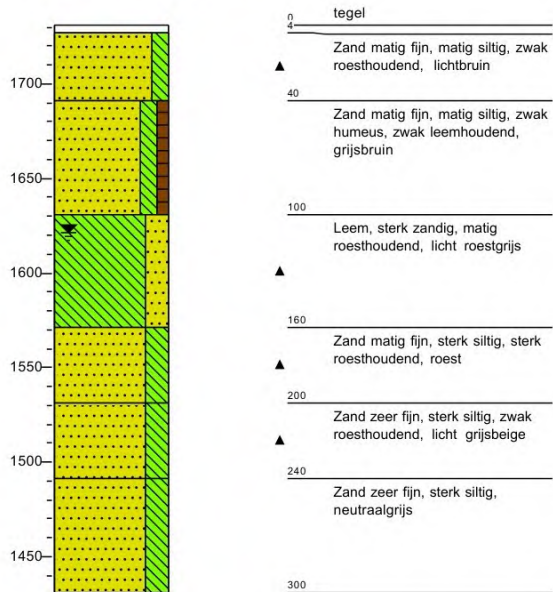 0
tegel
4
Zand matig fijn, matig siltig, zwak
roesthoudend, lichtbruin
1700
40
Zand matig fijn, matig siltig, zwak
humeus, zwak leemhoudend,
grijsbruin
1650
100
Leem, sterk zandig, matig
roesthoudend, licht roestgrijs
1600
160
Zand matig fijn, sterk siltig, sterk
roesthoudend, roest
1550
200
Zand zeer fijn, sterk siltig, zwak
roesthoudend, licht grijsbeige
1500
240
Zand zeer fijn, sterk siltig,
neutraalgrijs
1450
300